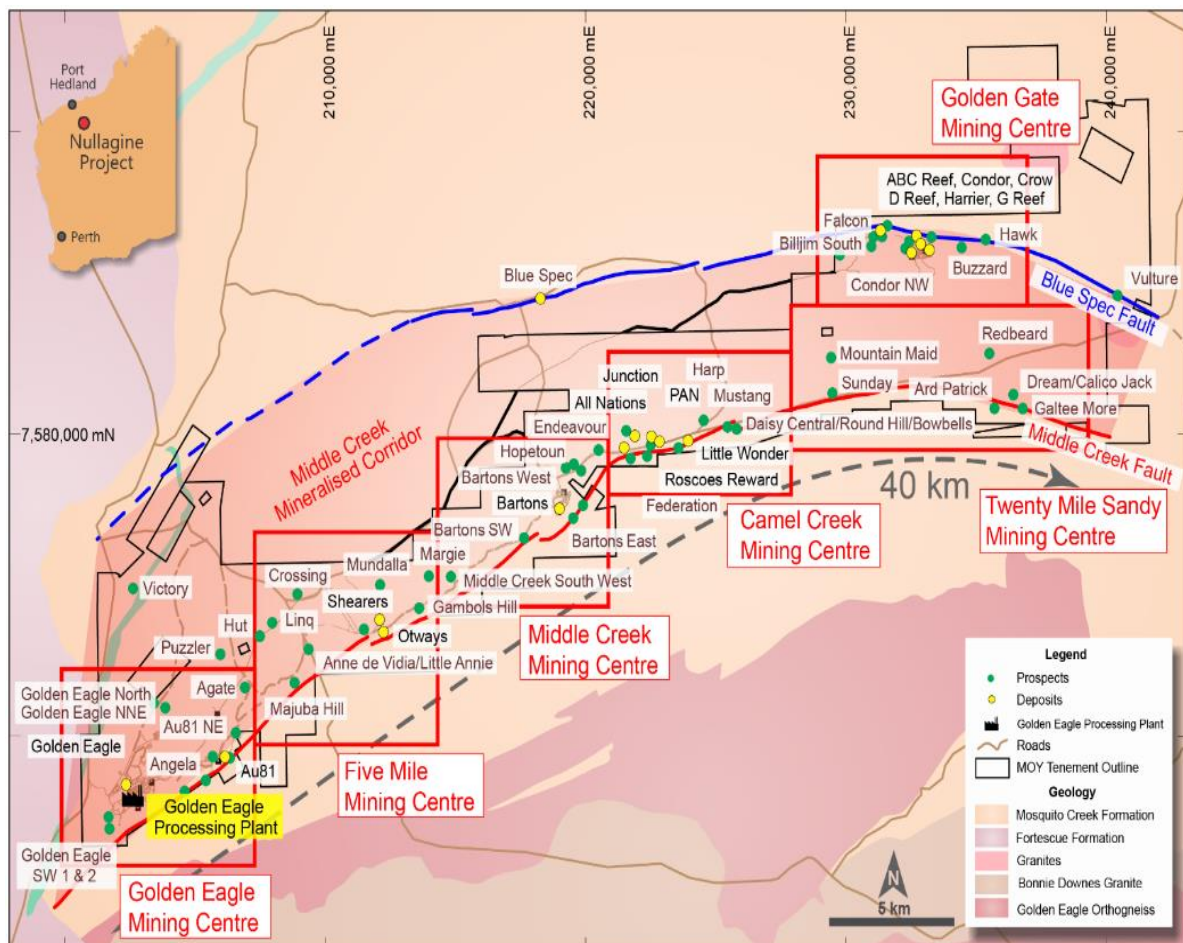 210,000 mE
220,000 mE
230,000 mE
240,000 mE
Port
Hedland
Nullagine
Project
Perth
Golden Gate
Mining Centre
ABC Reef, Condor, Crow
D Reef, Harrier, G Reef
Falcon
Billjim South
Hawk
Buzzard
Condor NW
Blue Spec
Vulture
Blue Spec Fault
Redbeard
Mountain Maid
Harp
Junction
PAN
Sunday
Ard Patrick
Dream/Calico Jack
Mustang
All Nations
Galtee More
7,580,000 mN
Endeavour
Daisy Central/Round Hill/Bowbells
Middle Creek Fault
Middle Creek
Mineralised Corridor
Hopetoun
Little Wonder
Bartons West
Roscoes Reward
40 km
Bartons
Federation
Twenty Mile Sandy
Mining Centre
Camel Creek
Mining Centre
Bartons SW
Bartons East
Margie
Mundalla
Crossing
Middle Creek South West
Victory
Shearers
Gambols Hill
Hut
Linq
Otways
Middle Creek
Mining Centre
Puzzler
Anne de Vidia/Little Annie
Agate
Golden Eagle North
Golden Eagle NNE
Majuba Hill
Au81 NE
Golden Eagle
Angela
Au81
Five Mile
Mining Centre
Golden Eagle
Processing Plant
Golden Eagle
SW 1 & 2
Golden Eagle
Mining Centre
N
5 km
Legend
Prospects
Deposits
Golden Eagle Processing Plant
Roads
MOY Tenement Outline
Geology
Mosquito Creek Formation
Fortescue Formation
Granites
Bonnie Downes Granite
Golden Eagle Orthogneiss